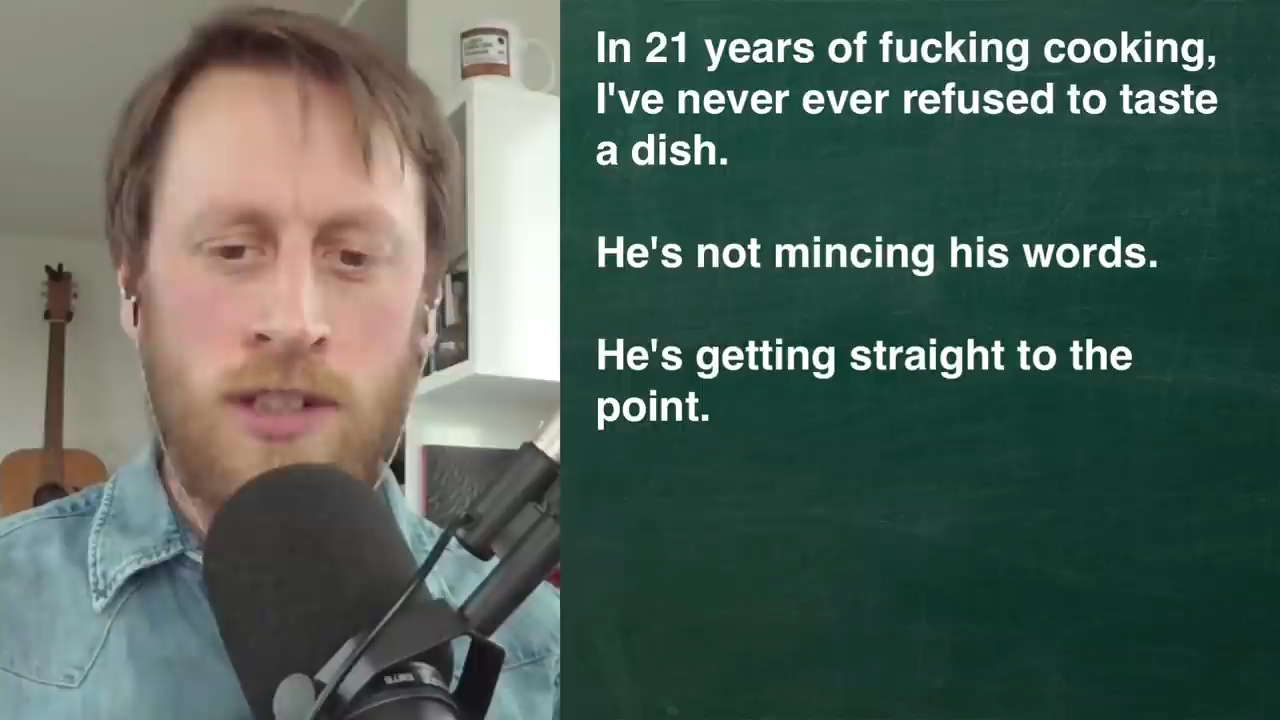 In 21 years of fucking cooking,
I've never ever refused to taste
a dish.
He's not mincing his words.
He's getting straight to the
point.